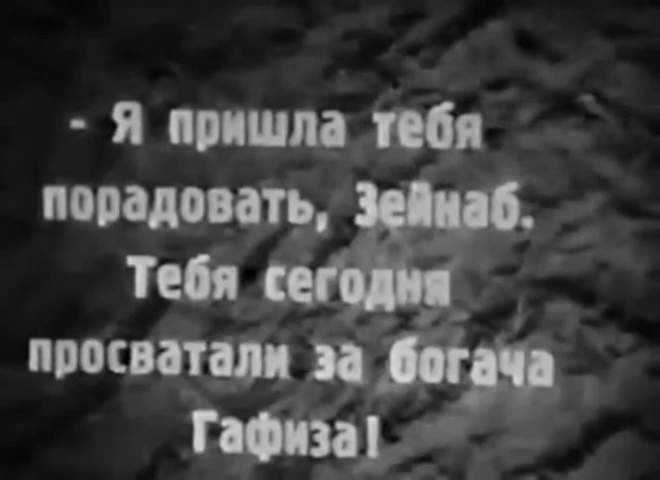 - Я пришла тебя
порадовать, Зейнаб.
Тебя сегодня
просватали за богача
Гафиза!